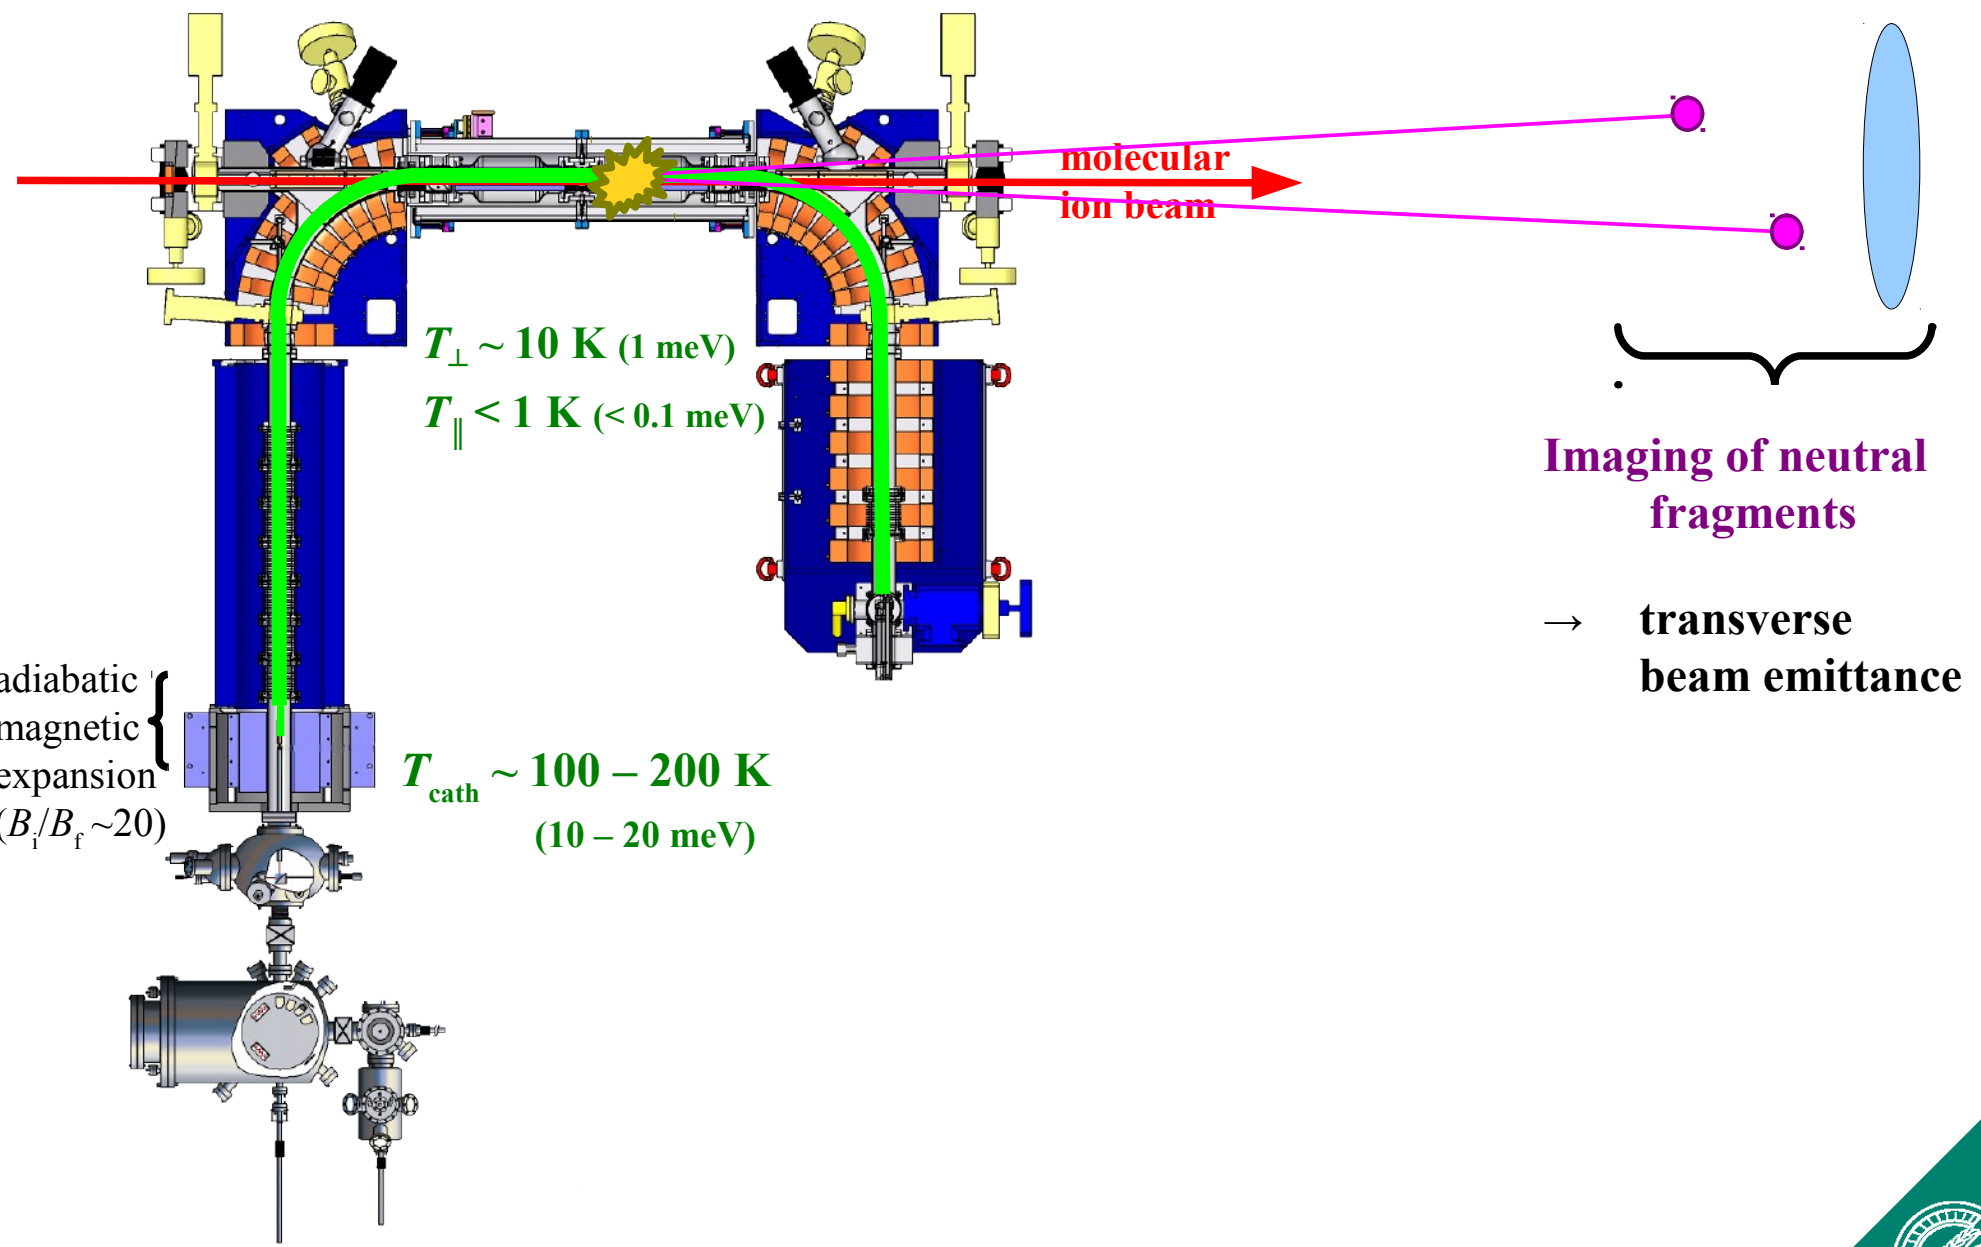 molecular
ion beam
T⊥ ~ 10 K (1 meV)
T∥ < 1 K (< 0.1 meV)
Imaging of neutral
fragments
→ transverse
beam emittance
adiabatic
magnetic
expansion
(Bi/Bf ~20)
Tcath ~ 100 – 200 K
(10 – 20 meV)